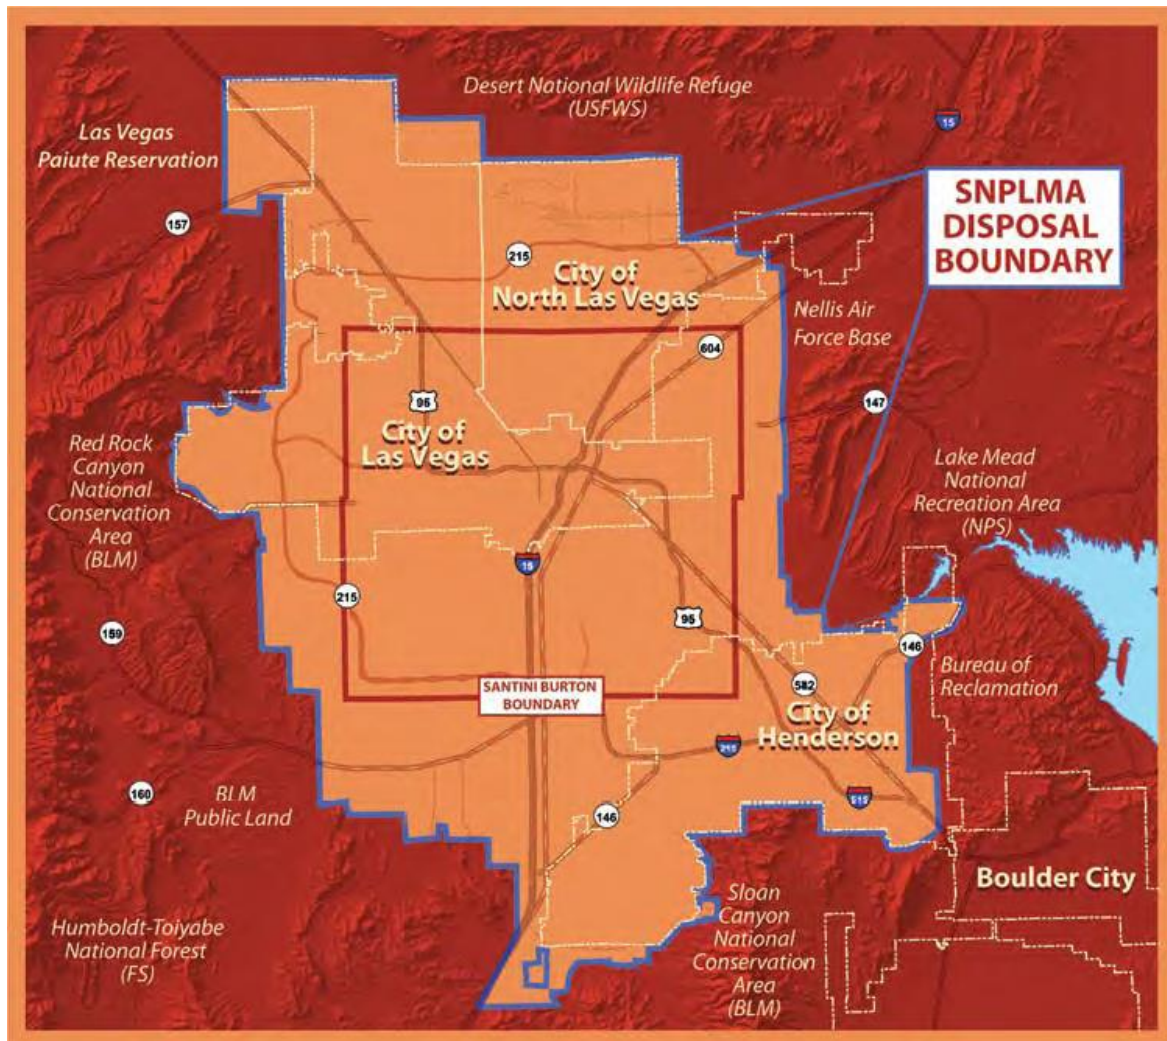 Desert National Wildlife Refuge
(USFWS)
15
Las Vegas
Paiute Reservation
SNPLMA
DISPOSAL
BOUNDARY
157
215
City of
North Las Vegas
Nellis Air
Force Base
604
95
147
City of
Las Vegas
Red Rock
Canyon
National
Conservation
Area
(BLM)
Lake Mead
National
Recreation Area
(NPS)
15
215
95
159
146
Bureau of
Reclamation
582
SANTINI BURTON
BOUNDARY
City of
Henderson
215
160
BLM
Public Land
515
146
Boulder City
Sloan
Canyon
National
Conservation
Area
(BLM)
Humboldt-Toiyabe
National Forest
(FS)